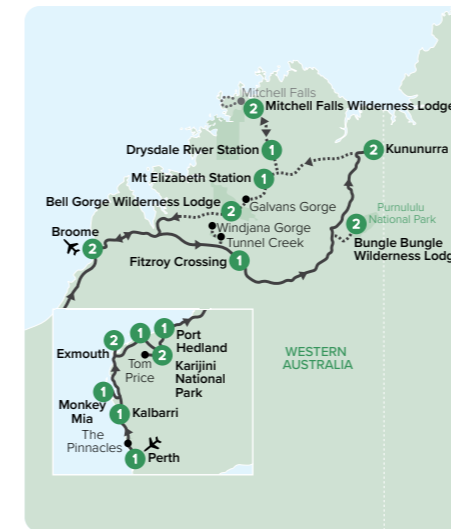 Mitchell Falls
2 Mitchell Falls Wilderness Lodge
Drysdale River Station 1
2 Kununurra
Mt Elizabeth Station 1
Bell Gorge Wilderness Lodge 2
Galvans Gorge
Purnululu
National Park
2
Broome
2
Windjana Gorge
Tunnel Creek
Bungle Bungle
Wilderness Lodg
Fitzroy Crossing 1
1 1 Port
Hedland
2
Exmouth
2 Karijini
National
Park
Tom
Price
WESTERN
AUSTRALIA
1
Monkey
Mia
1 Kalbarri
The
Pinnacles
1 Perth